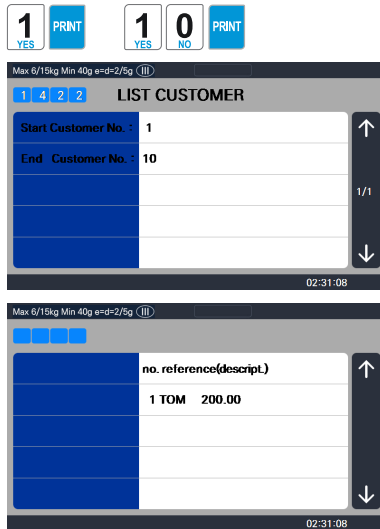 1 YES PRINT 1 YES 0 NO PRINT
Max 6/15kg Min 40g e=d=2/5g III
1 4 2 2 LIST CUSTOMER
Start Customer No. : 1
End Customer No. : 10
1/1
02:31:08
Max 6/15kg Min 40g e=d=2/5g III
no. reference(descript.)
1 TOM 200.00
02:31:08